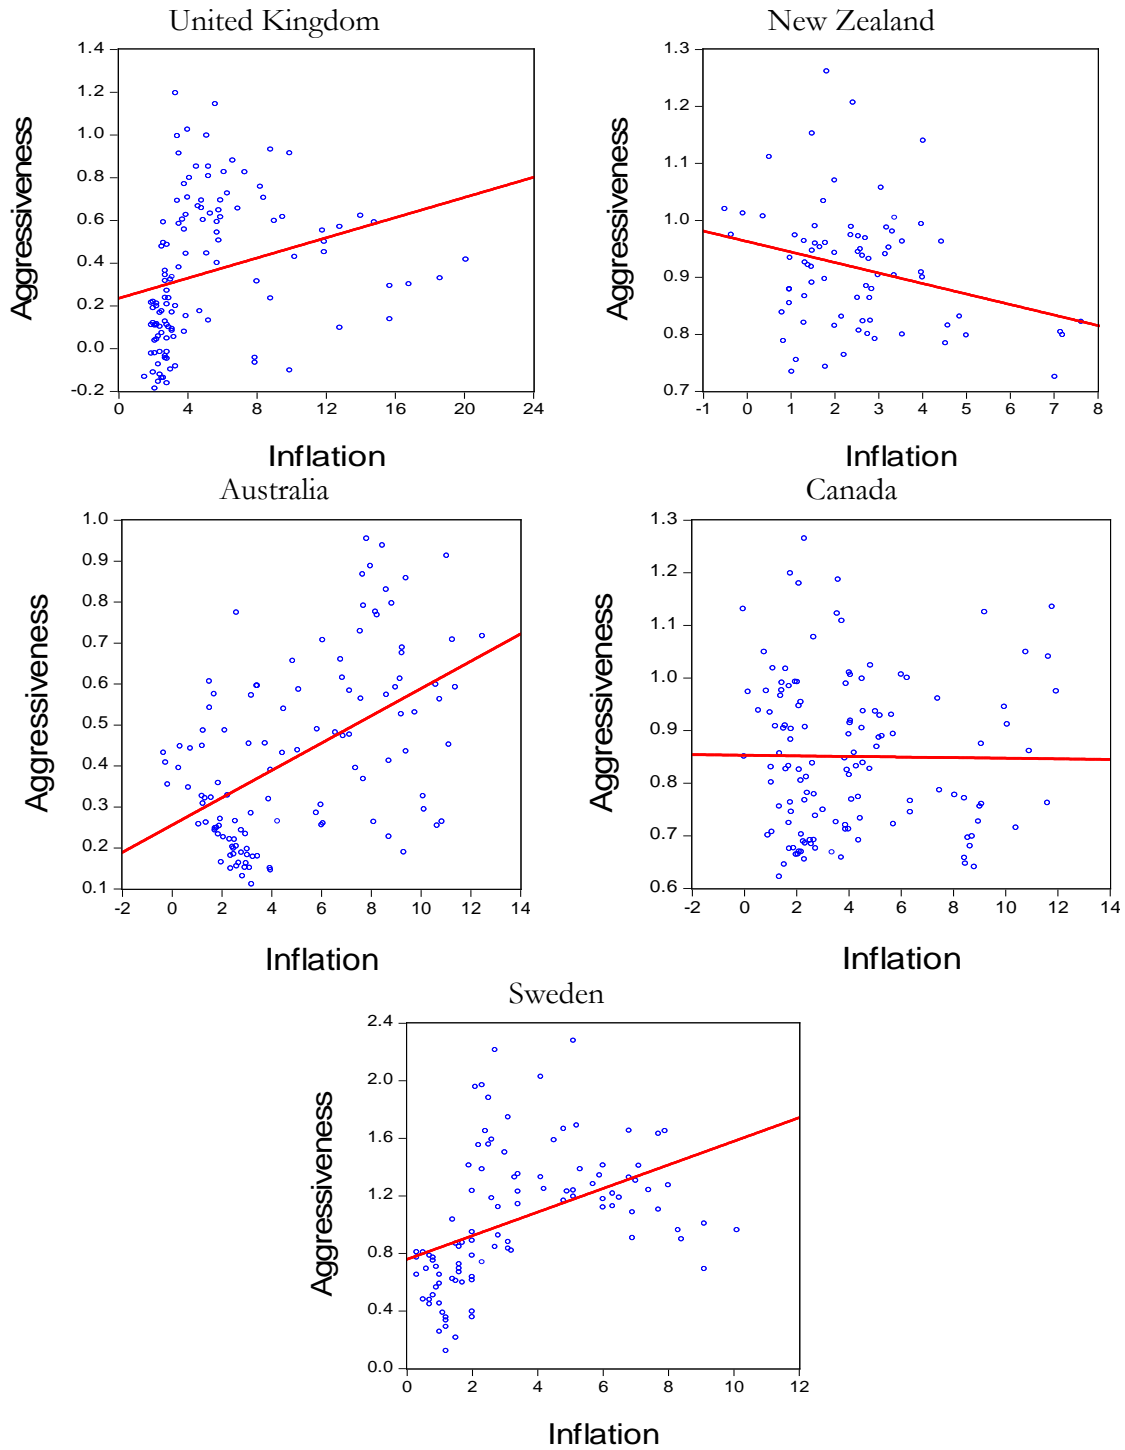 United Kingdom
New Zealand
1.4
1.2
1.0
0.8
0.6
0.4
0.2
0.0
-0.2
Aggressiveness
0 4 8 12 16 20 24
Inflation
1.3
1.2
1.1
1.0
0.9
0.8
0.7
Aggressiveness
-1 0 1 2 3 4 5 6 7 8
Inflation
Australia
Canada
1.0
0.9
0.8
0.7
0.6
0.5
0.4
0.3
0.2
0.1
Aggressiveness
-2 0 2 4 6 8 10 12 14
Inflation
1.3
1.2
1.1
1.0
0.9
0.8
0.7
0.6
Aggressiveness
-2 0 2 4 6 8 10 12 14
Inflation
Sweden
2.4
2.0
1.6
1.2
0.8
0.4
0.0
Aggressiveness
0 2 4 6 8 10 12
Inflation